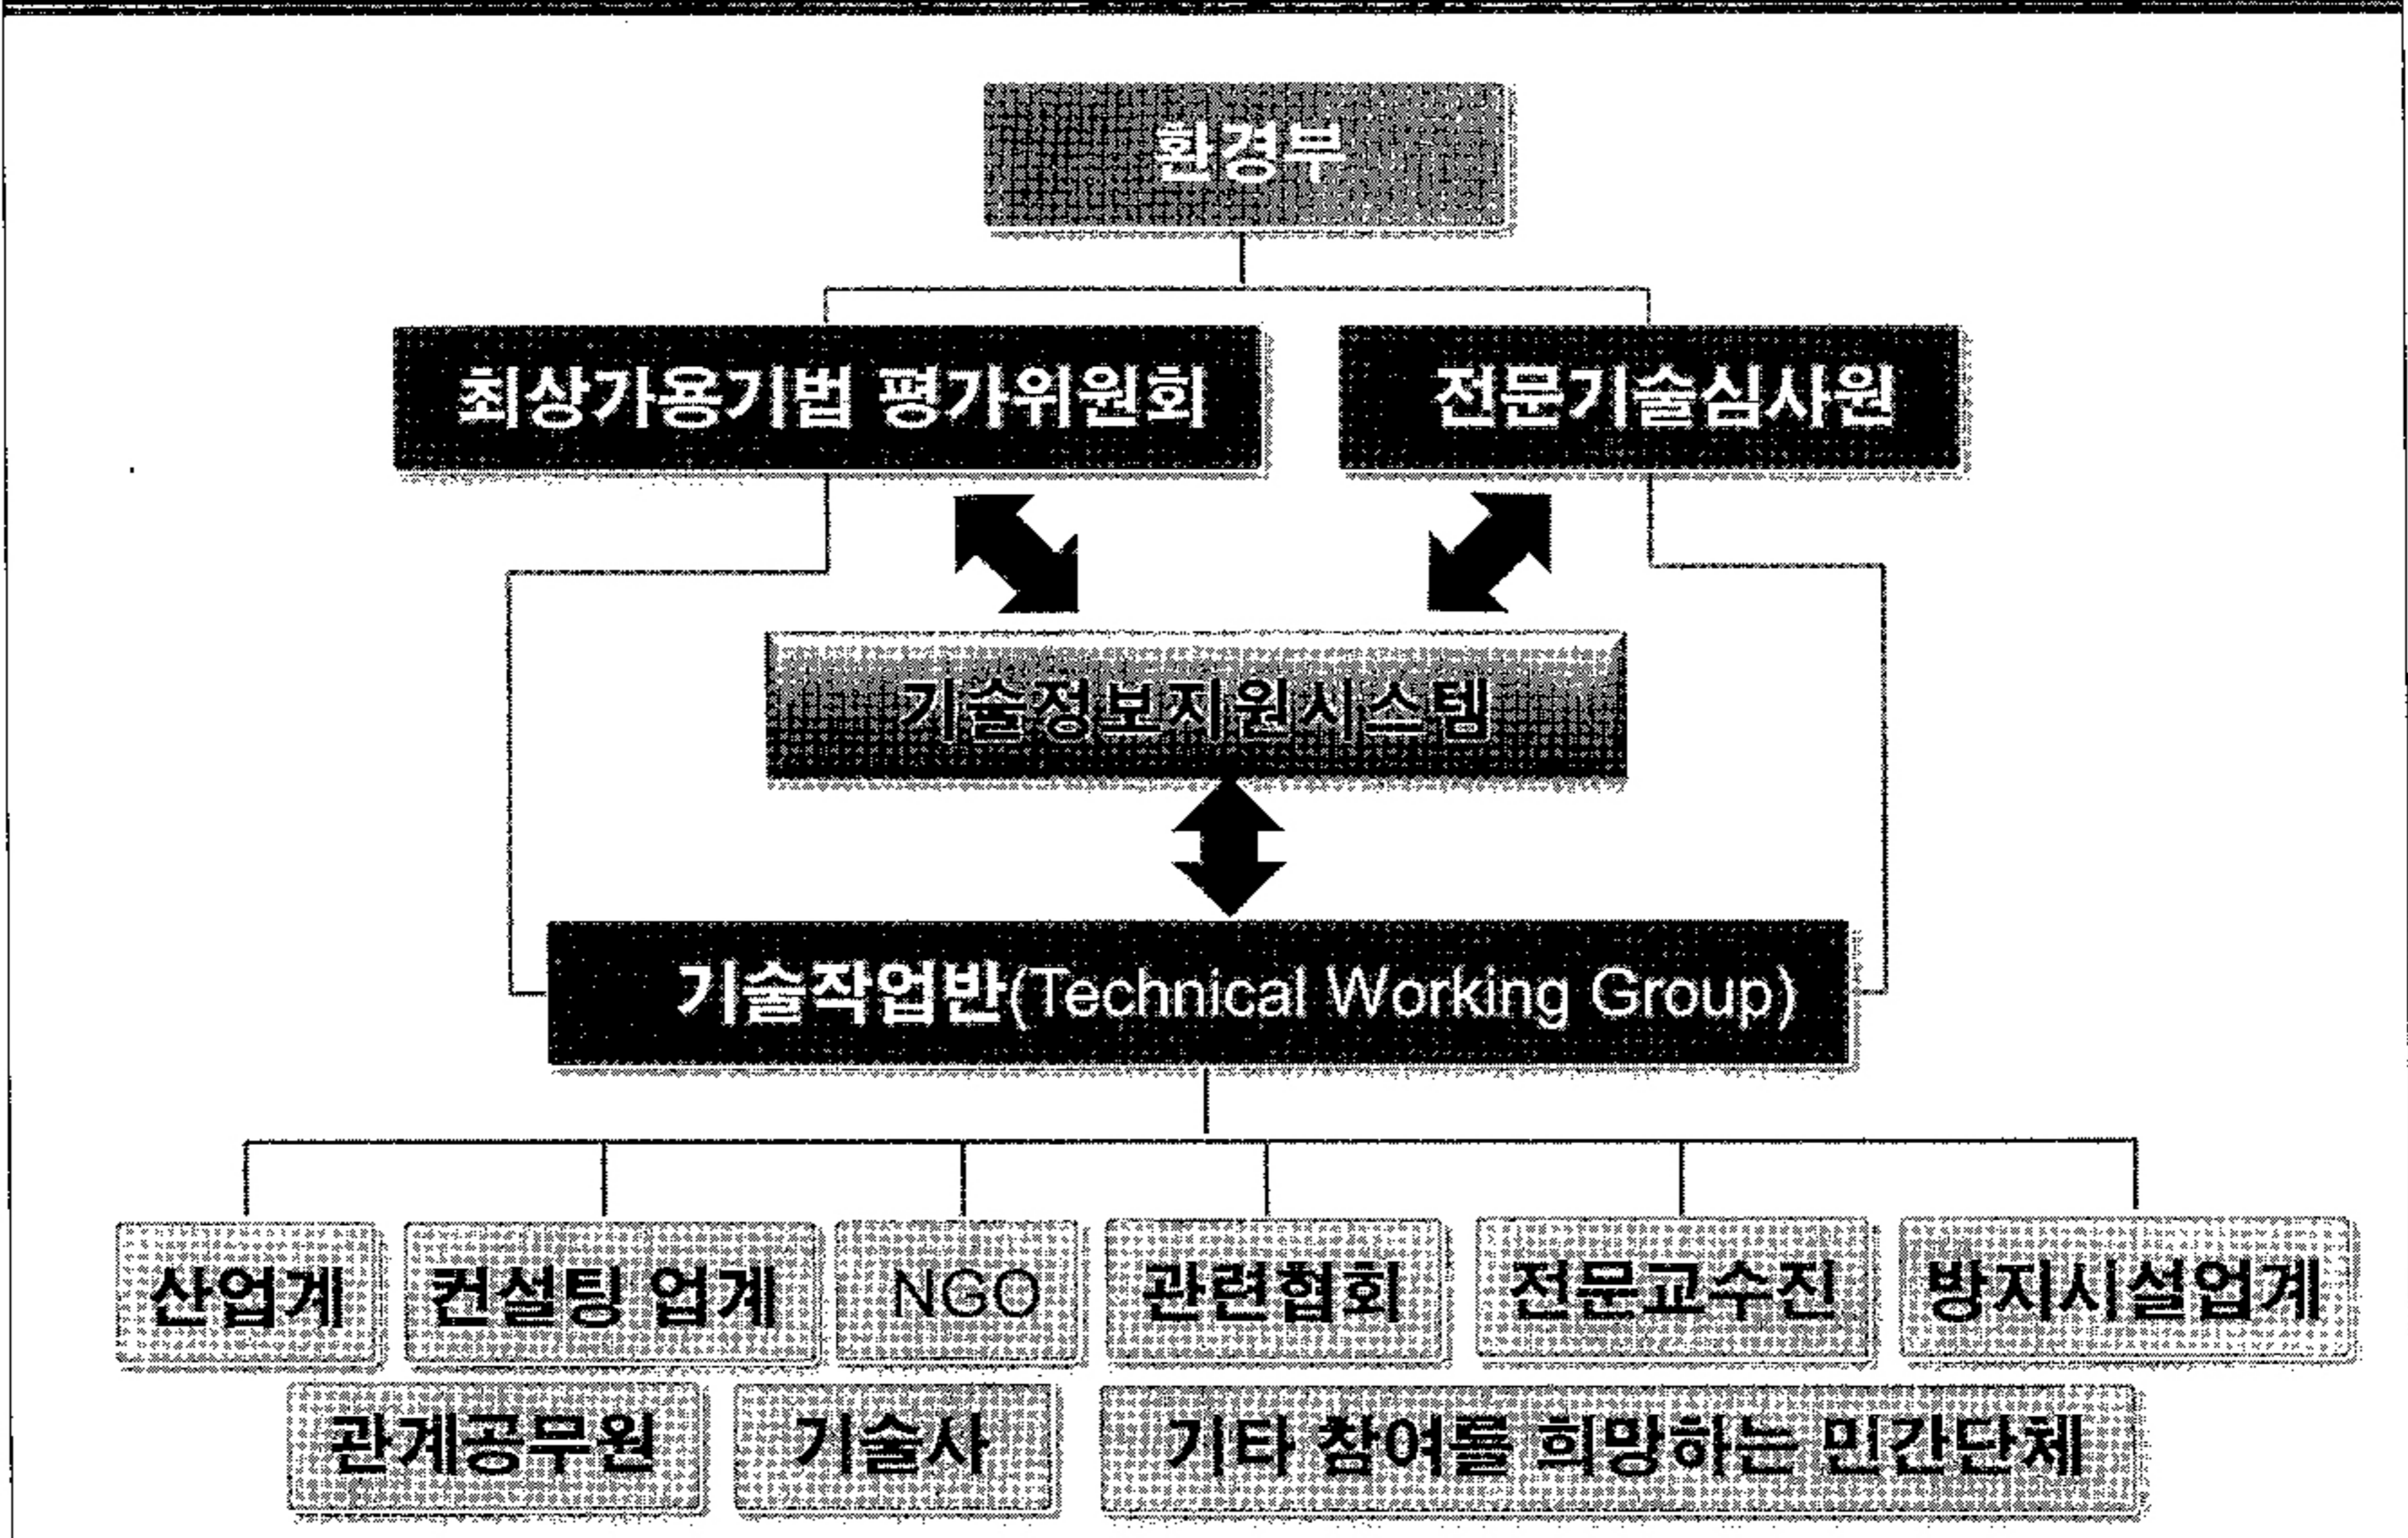 환경부
최상가용기법 평가위원회
전문기술심사원
기술정보지원시스템
기술작업반(Technical Working Group)
산업계
컨설팅 업계
NGO
관련협회
전문교수진
방지시설업계
관계공무원
기술사
기타 참여를 희망하는 민간단체